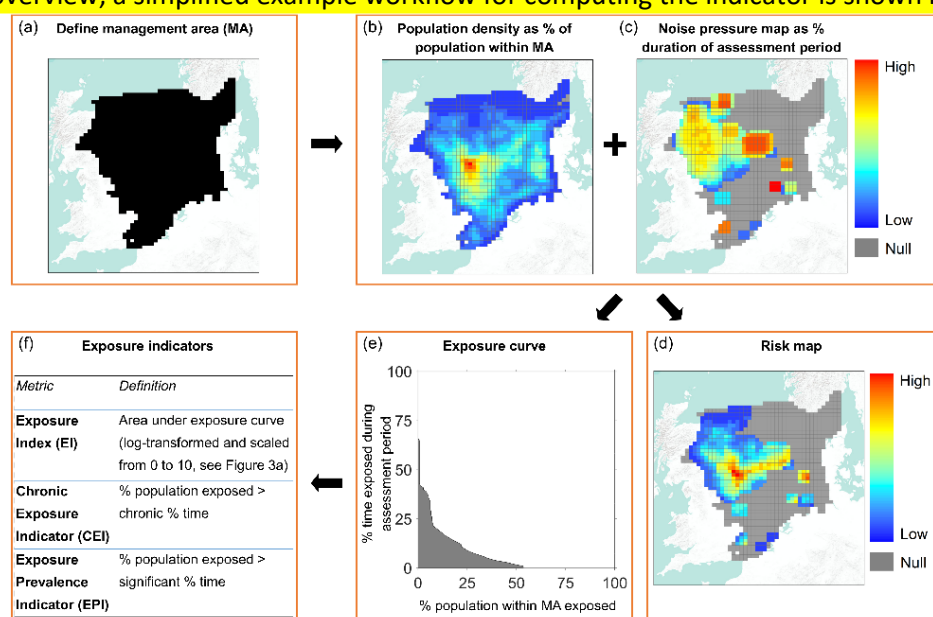 overview, a simplified example workflow for computing the indicator is shown
(a) Define management area (MA)
(b) Population density as % of
population within MA
(c) Noise pressure map as %
duration of assessment period
High
Low
Null
(f) Exposure indicators
Metric Definition
Exposure Area under exposure curve
Index (EI) (log-transformed and scaled
from 0 to 10, see Figure 3a)
Chronic % population exposed >
Exposure chronic % time
Indicator (CEI)
Exposure % population exposed >
Prevalence significant % time
Indicator (EPI)
(e) Exposure curve
% time exposed during
assessment period
100
75
50
25
0
0 25 50 75 100
% population within MA exposed
(d) Risk map
High
Low
Null